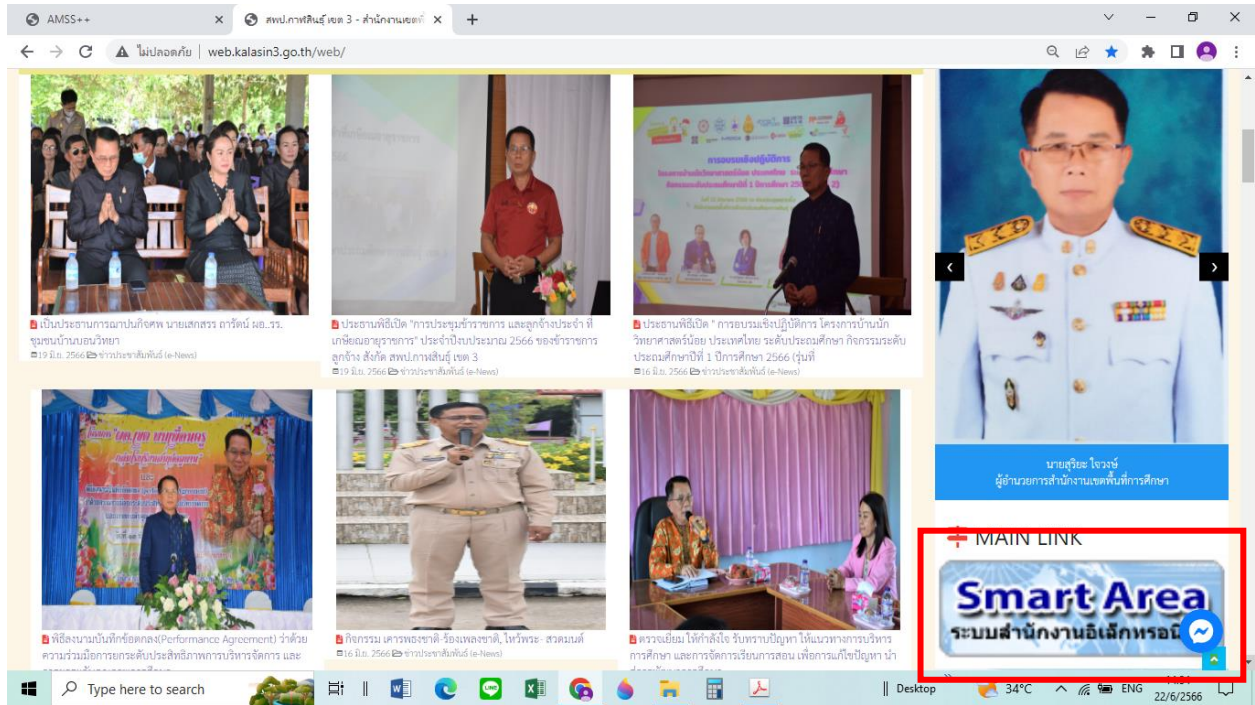 AMSS++
สพป.กาฬสินธุ์ เขต 3 - สำนักงานเขตพื้
ไม่ปลอดภัย | web.kalasin3.go.th/web/
การอบรมเชิงปฏิบัติการ
เป็นประธานการฌาปนกิจศพ นายเสกสรร ถารัตน์ ผอ..รร.
ชุมชนบ้านบอนวิทยา
19 มิ.ย. 2566 ข่าวประชาสัมพันธ์ (e-News)
ประธานพิธีเปิด "การประชุมข้าราชการ และลูกจ้างประจำ ที่
เกษียณอายุราชการ" ประจำปีงบประมาณ 2566 ของข้าราชการ
ลูกจ้าง สังกัด สพป.กาฬสินธุ์ เขต 3
19 มิ.ย. 2566 ข่าวประชาสัมพันธ์ (e-News)
ประธานพิธีเปิด " การอบรมเชิงปฏิบัติการ โครงการบ้านนัก
วิทยาศาสตร์น้อย ประเทศไทย ระดับประถมศึกษา กิจกรรมระดับ
ประถมศึกษาปีที่ 1 ปีการศึกษา 2566 (รุ่นที่
16 มิ.ย. 2566 ข่าวประชาสัมพันธ์ (e-News)
นายสุริยะ ใจวงษ์
ผู้อำนวยการสำนักงานเขตพื้นที่การศึกษา
MAIN LINK
Smart Area
ระบบสำนักงานอิเล็กทรอนิ
พิธีลงนามบันทึกข้อตกลง(Performance Agreement) ว่าด้วย
ความร่วมมือการยกระดับประสิทธิภาพการบริหารจัดการ และ
กิจกรรม เคารพธงชาติ-ร้องเพลงชาติ, ไหว้พระ- สวดมนต์
16 มิ.ย. 2566 ข่าวประชาสัมพันธ์ (e-News)
ตรวจเยี่ยม ให้กำลังใจ รับทราบปัญหา ให้แนวทางการบริหาร
การศึกษา และการจัดการเรียนการสอน เพื่อการแก้ไขปัญหา นำ
Type here to search
Desktop
34°C
ENG
22/6/2566